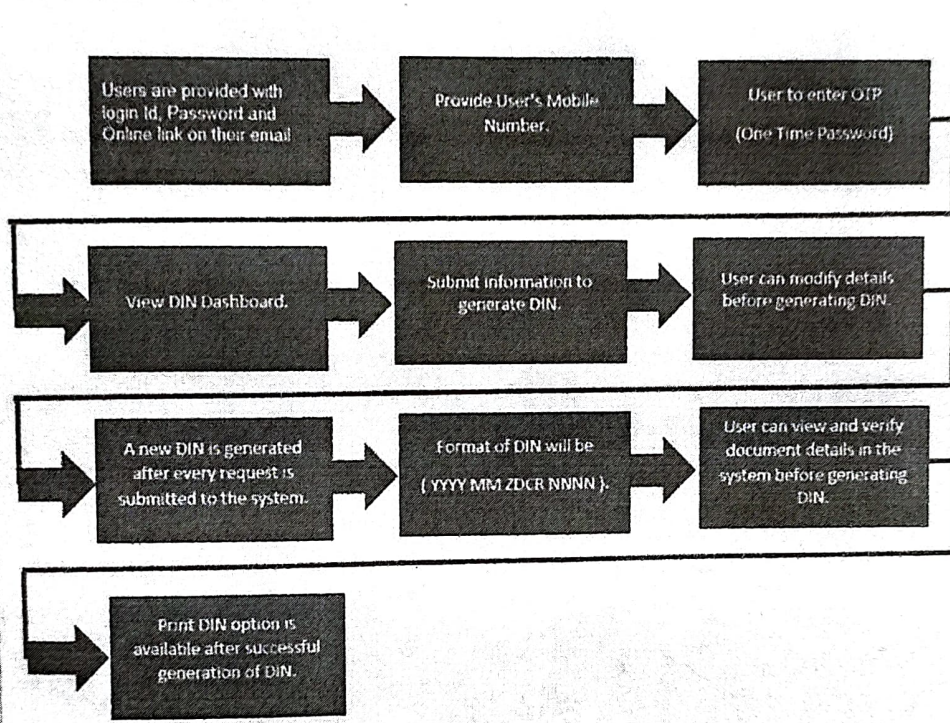 Users are provided with
login Id, Password and
Online link on their email
Provide User's Mobile
Number.
User to enter OTP
(One Time Password)
View DIN Dashboard.
Submit information to
generate DIN.
User can modify details
before generating DIN.
A new DIN is generated
after every request is
submitted to the system.
Format of DIN will be
{ YYYY MM ZDCR NNNN }.
User can view and verify
document details in the
system before generating
DIN.
Print DIN option is
available after successful
generation of DIN.